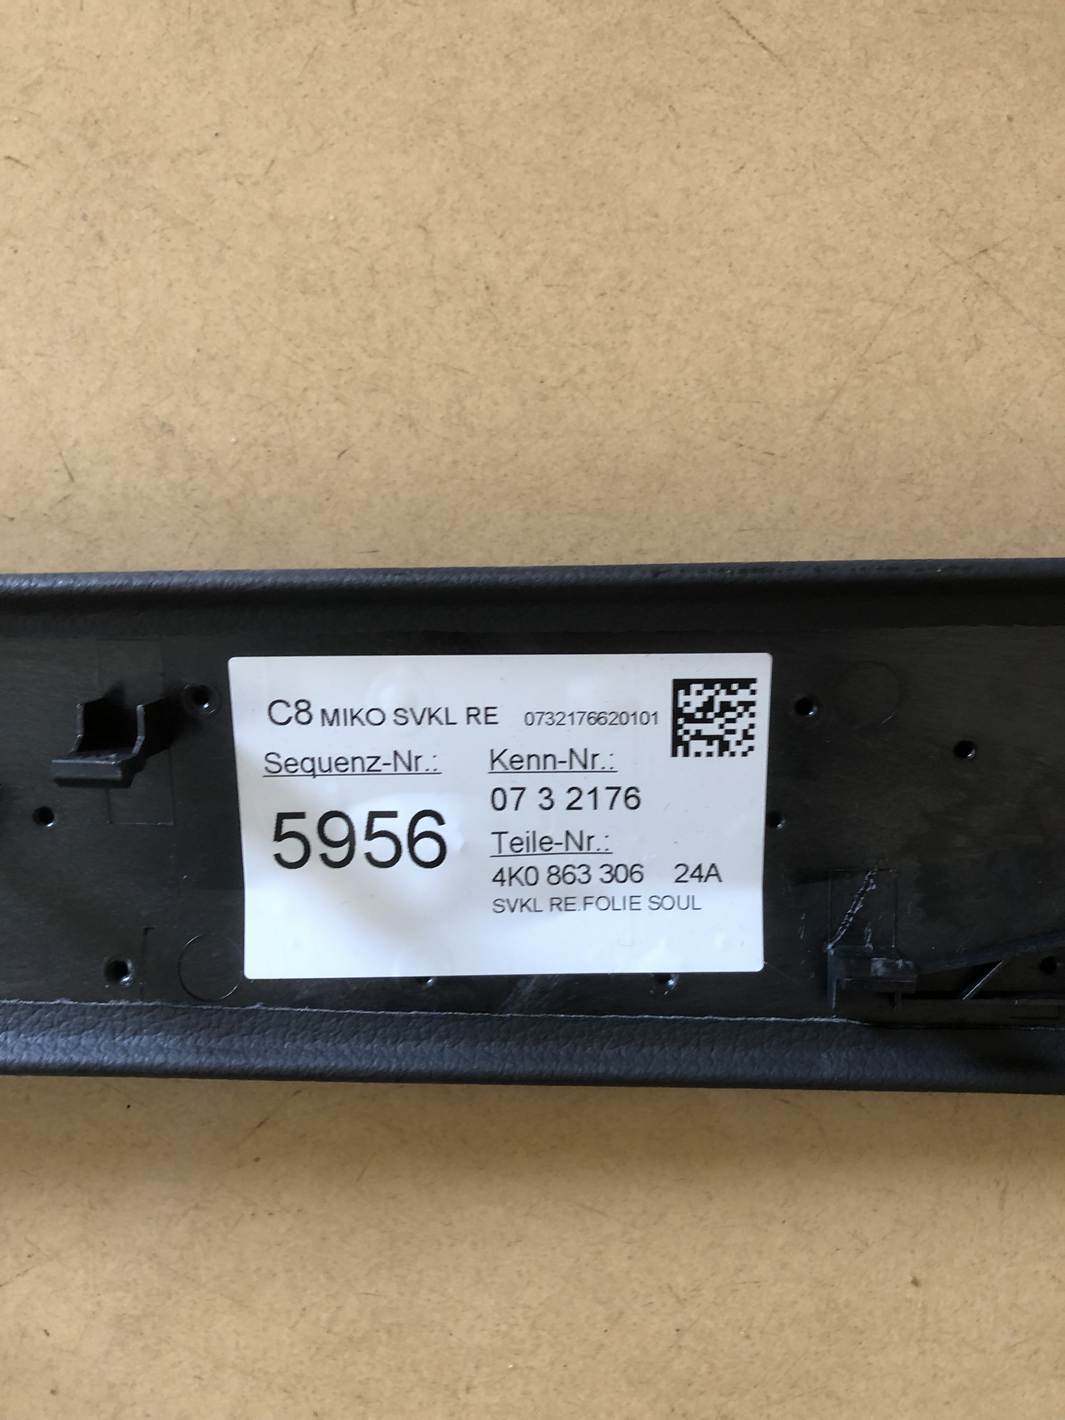 C8 MIKO SVKL RE 0732176620101
Sequenz-Nr.: Kenn-Nr.:
07 3 2176
5956
Teile-Nr.:
4K0 863 306 24A
SVKL RE.FOLIE SOUL